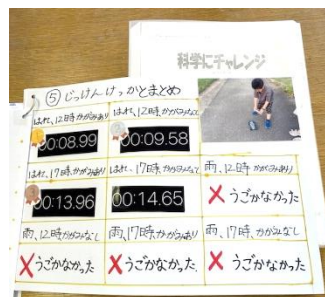 科学にチャレンジ
⑤じっけんけっかとまとめ
はれ、12時かがみあり
はれ、12時かがみなし
00:08.99
00:09.58
はれ、17時かがみあり
はれ、17時かがみなし
雨、12時かがみあり
00:13.96
00:14.65
うごかなかった
雨、12時かがみなし
雨、17時、かがみあり
雨、17時、かがみなし
うごかなかった
うごかなかった
うごかなかった